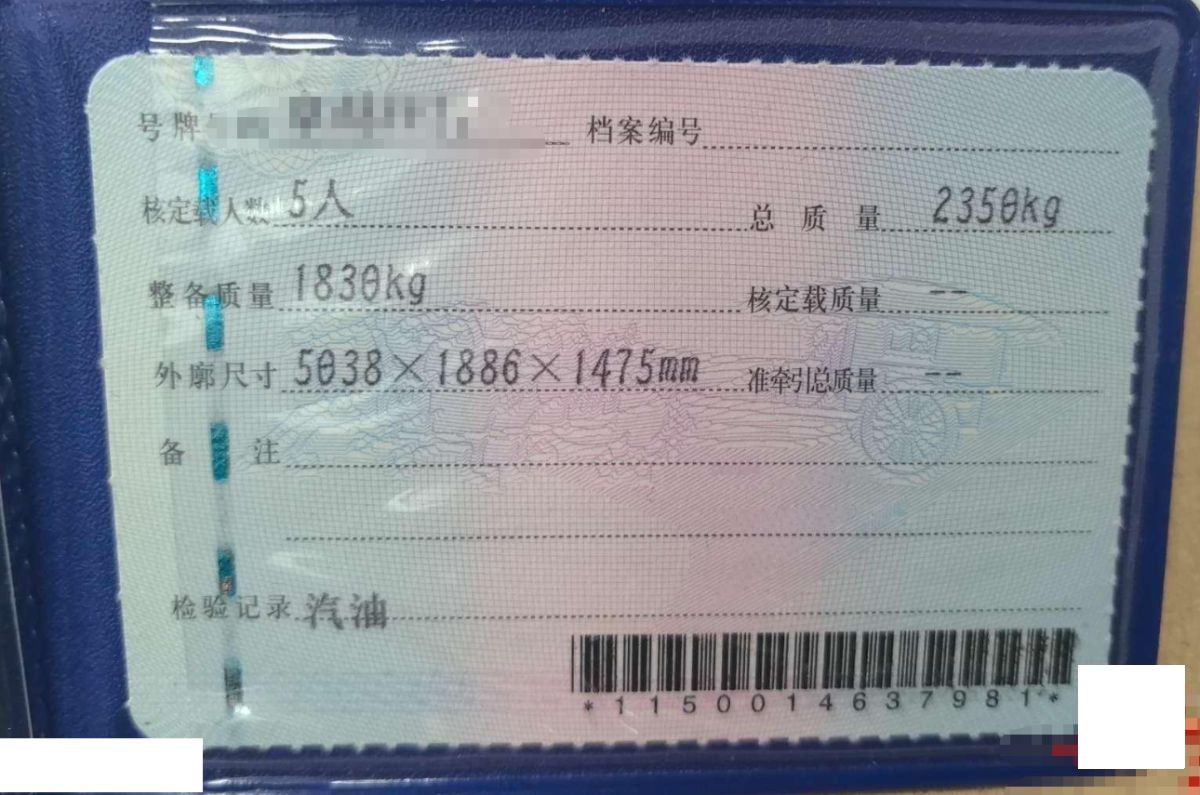 号牌 档案编号
核定载人数 5人 总质量 2350kg
整备质量 1830kg 核定载质量 --
外廓尺寸 5038×1886×1475mm 准牵引总质量 --
备注
检验记录 汽油
*1150014637981*